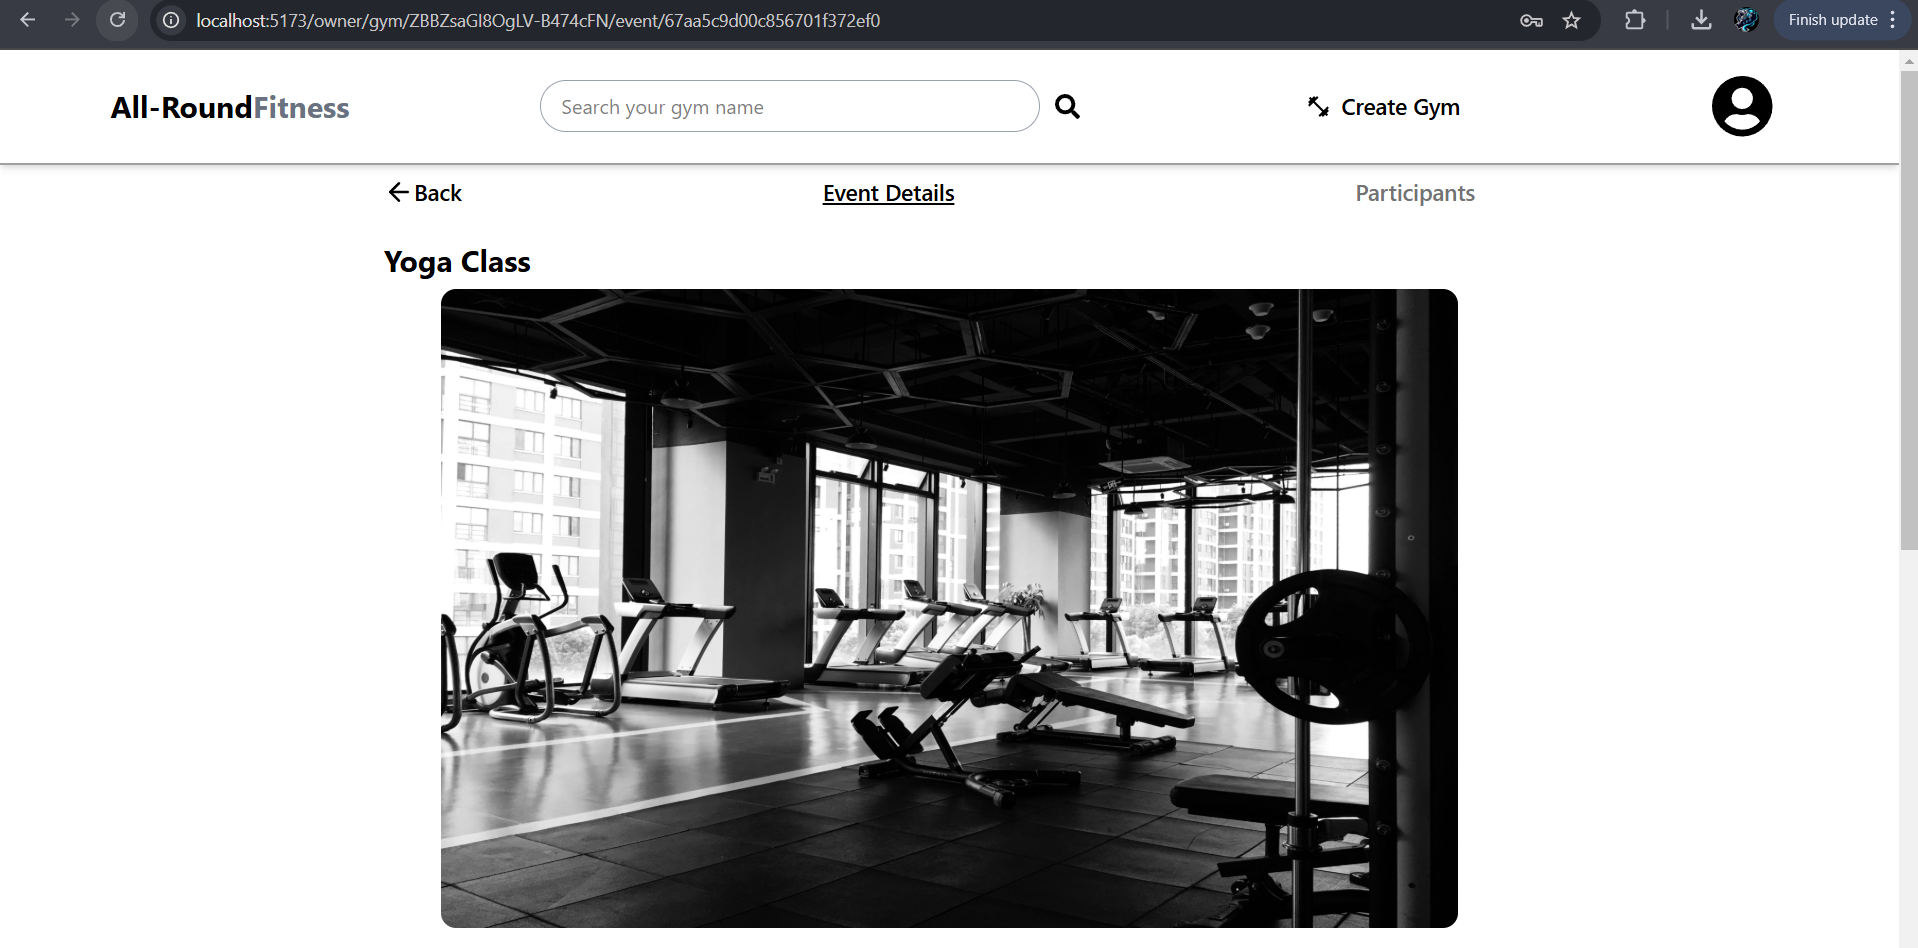 localhost:5173/owner/gym/ZBBZsaGl8OgLV-B474cFN/event/67aa5c9d00c856701f372ef0
Finish update
All-RoundFitness
Search your gym name
Create Gym
Back
Event Details
Participants
Yoga Class